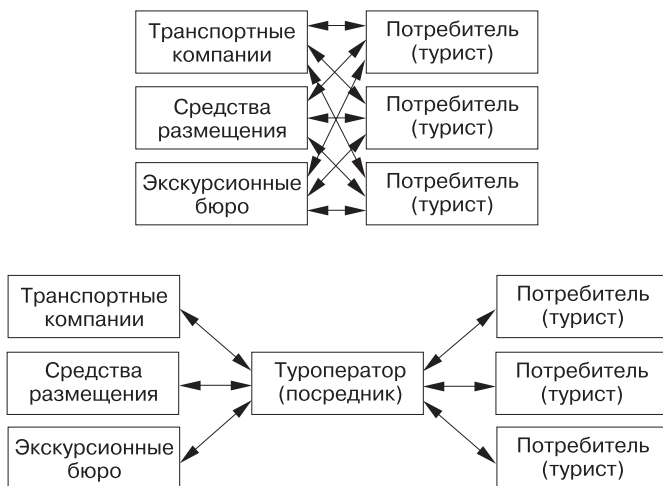 Транспортные
компании
Потребитель
(турист)
Средства
размещения
Потребитель
(турист)
Экскурсионные
бюро
Потребитель
(турист)
Транспортные
компании
Потребитель
(турист)
Средства
размещения
Туроператор
(посредник)
Потребитель
(турист)
Экскурсионные
бюро
Потребитель
(турист)